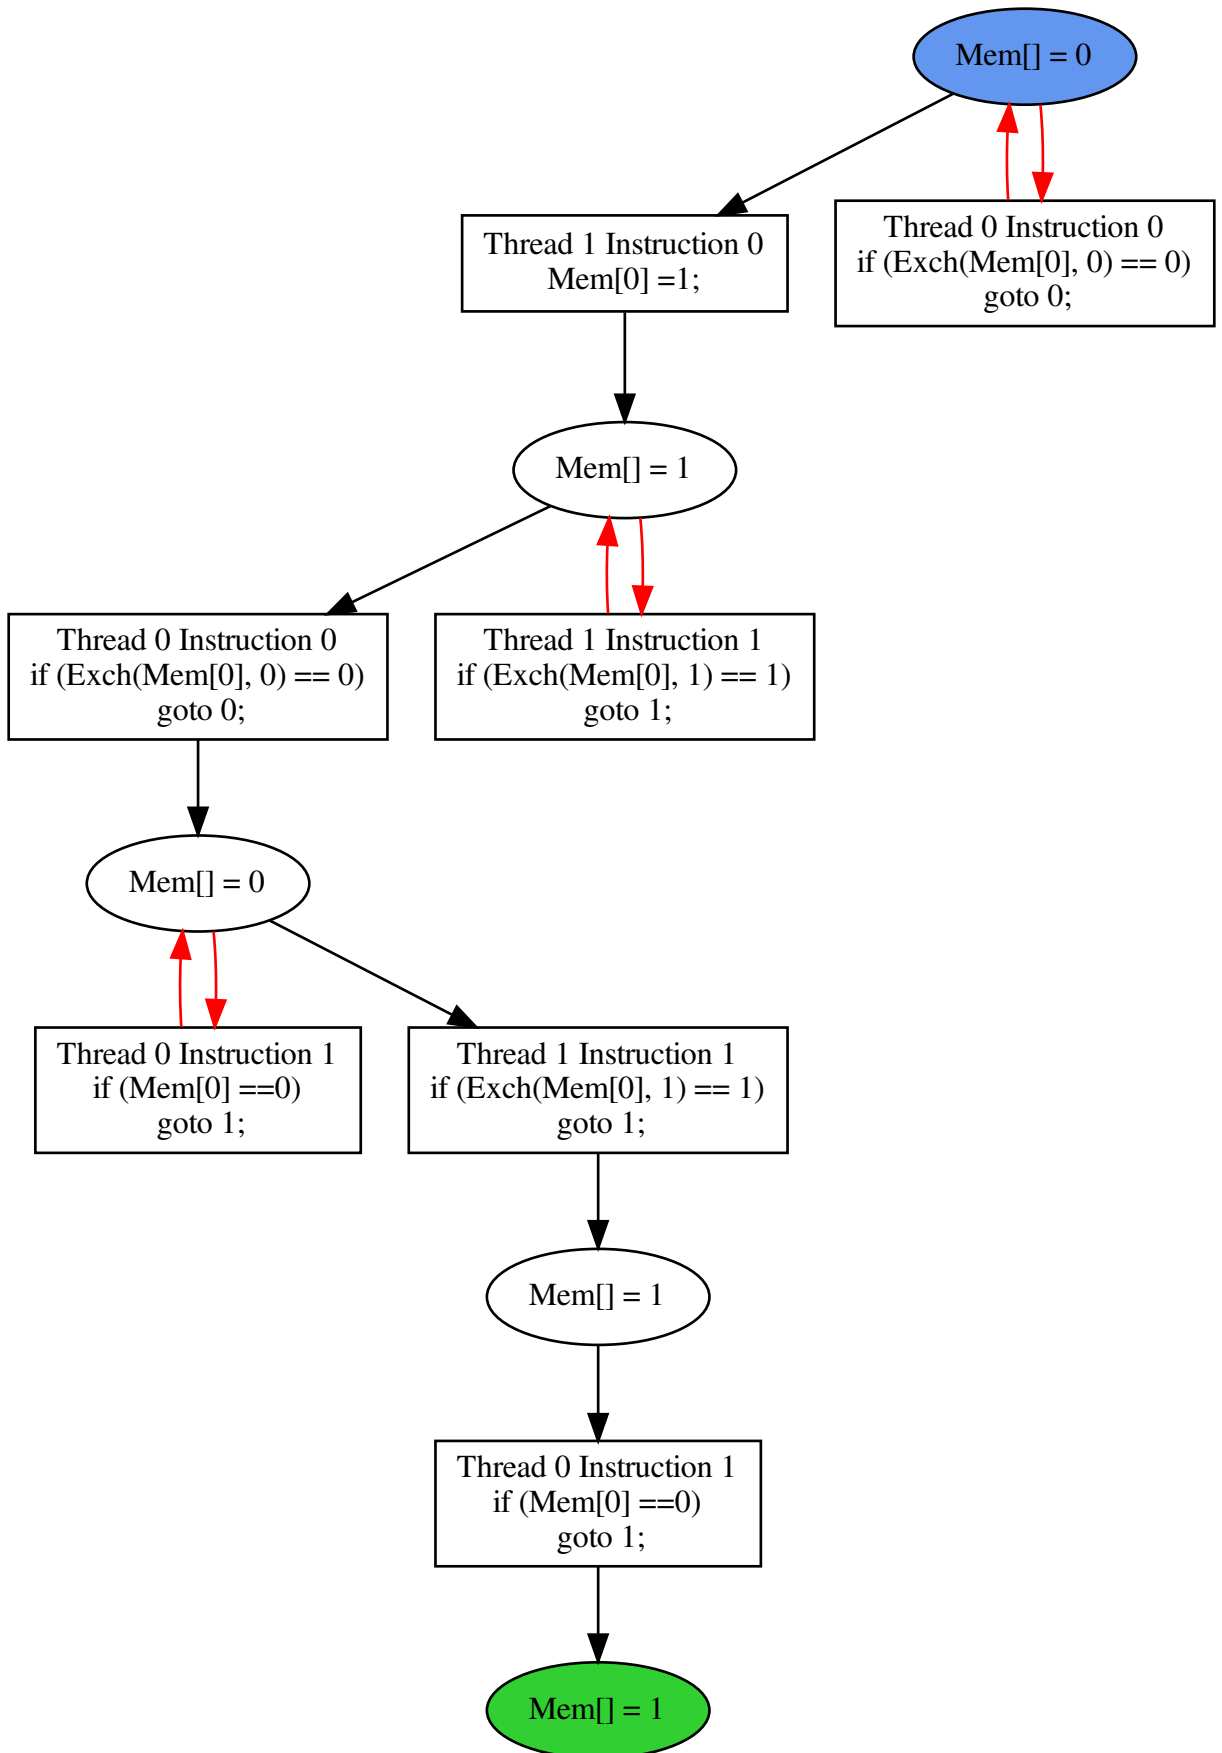 Mem[] = 0
Thread 1 Instruction 0
Mem[0] =1;
Thread 0 Instruction 0
if (Exch(Mem[0], 0) == 0)
goto 0;
Mem[] = 1
Thread 0 Instruction 0
if (Exch(Mem[0], 0) == 0)
goto 0;
Thread 1 Instruction 1
if (Exch(Mem[0], 1) == 1)
goto 1;
Mem[] = 0
Thread 0 Instruction 1
if (Mem[0] ==0)
goto 1;
Thread 1 Instruction 1
if (Exch(Mem[0], 1) == 1)
goto 1;
Mem[] = 1
Thread 0 Instruction 1
if (Mem[0] ==0)
goto 1;
Mem[] = 1